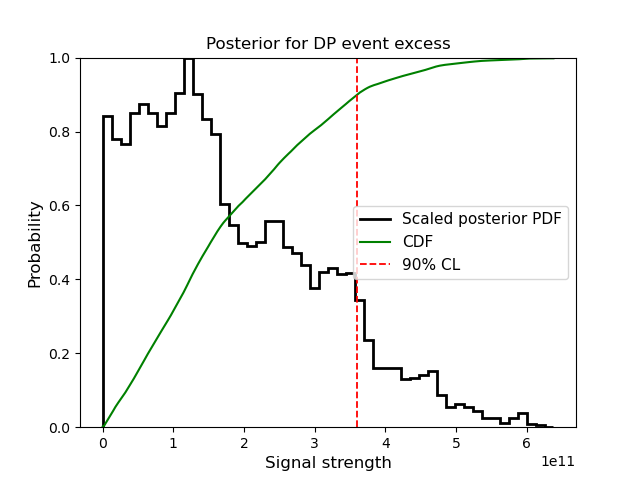 Posterior for DP event excess
1.0
0.8
0.6
0.4
0.2
0.0
Probability
Scaled posterior PDF
CDF
90% CL
0 1 2 3 4 5 6
1e11
Signal strength